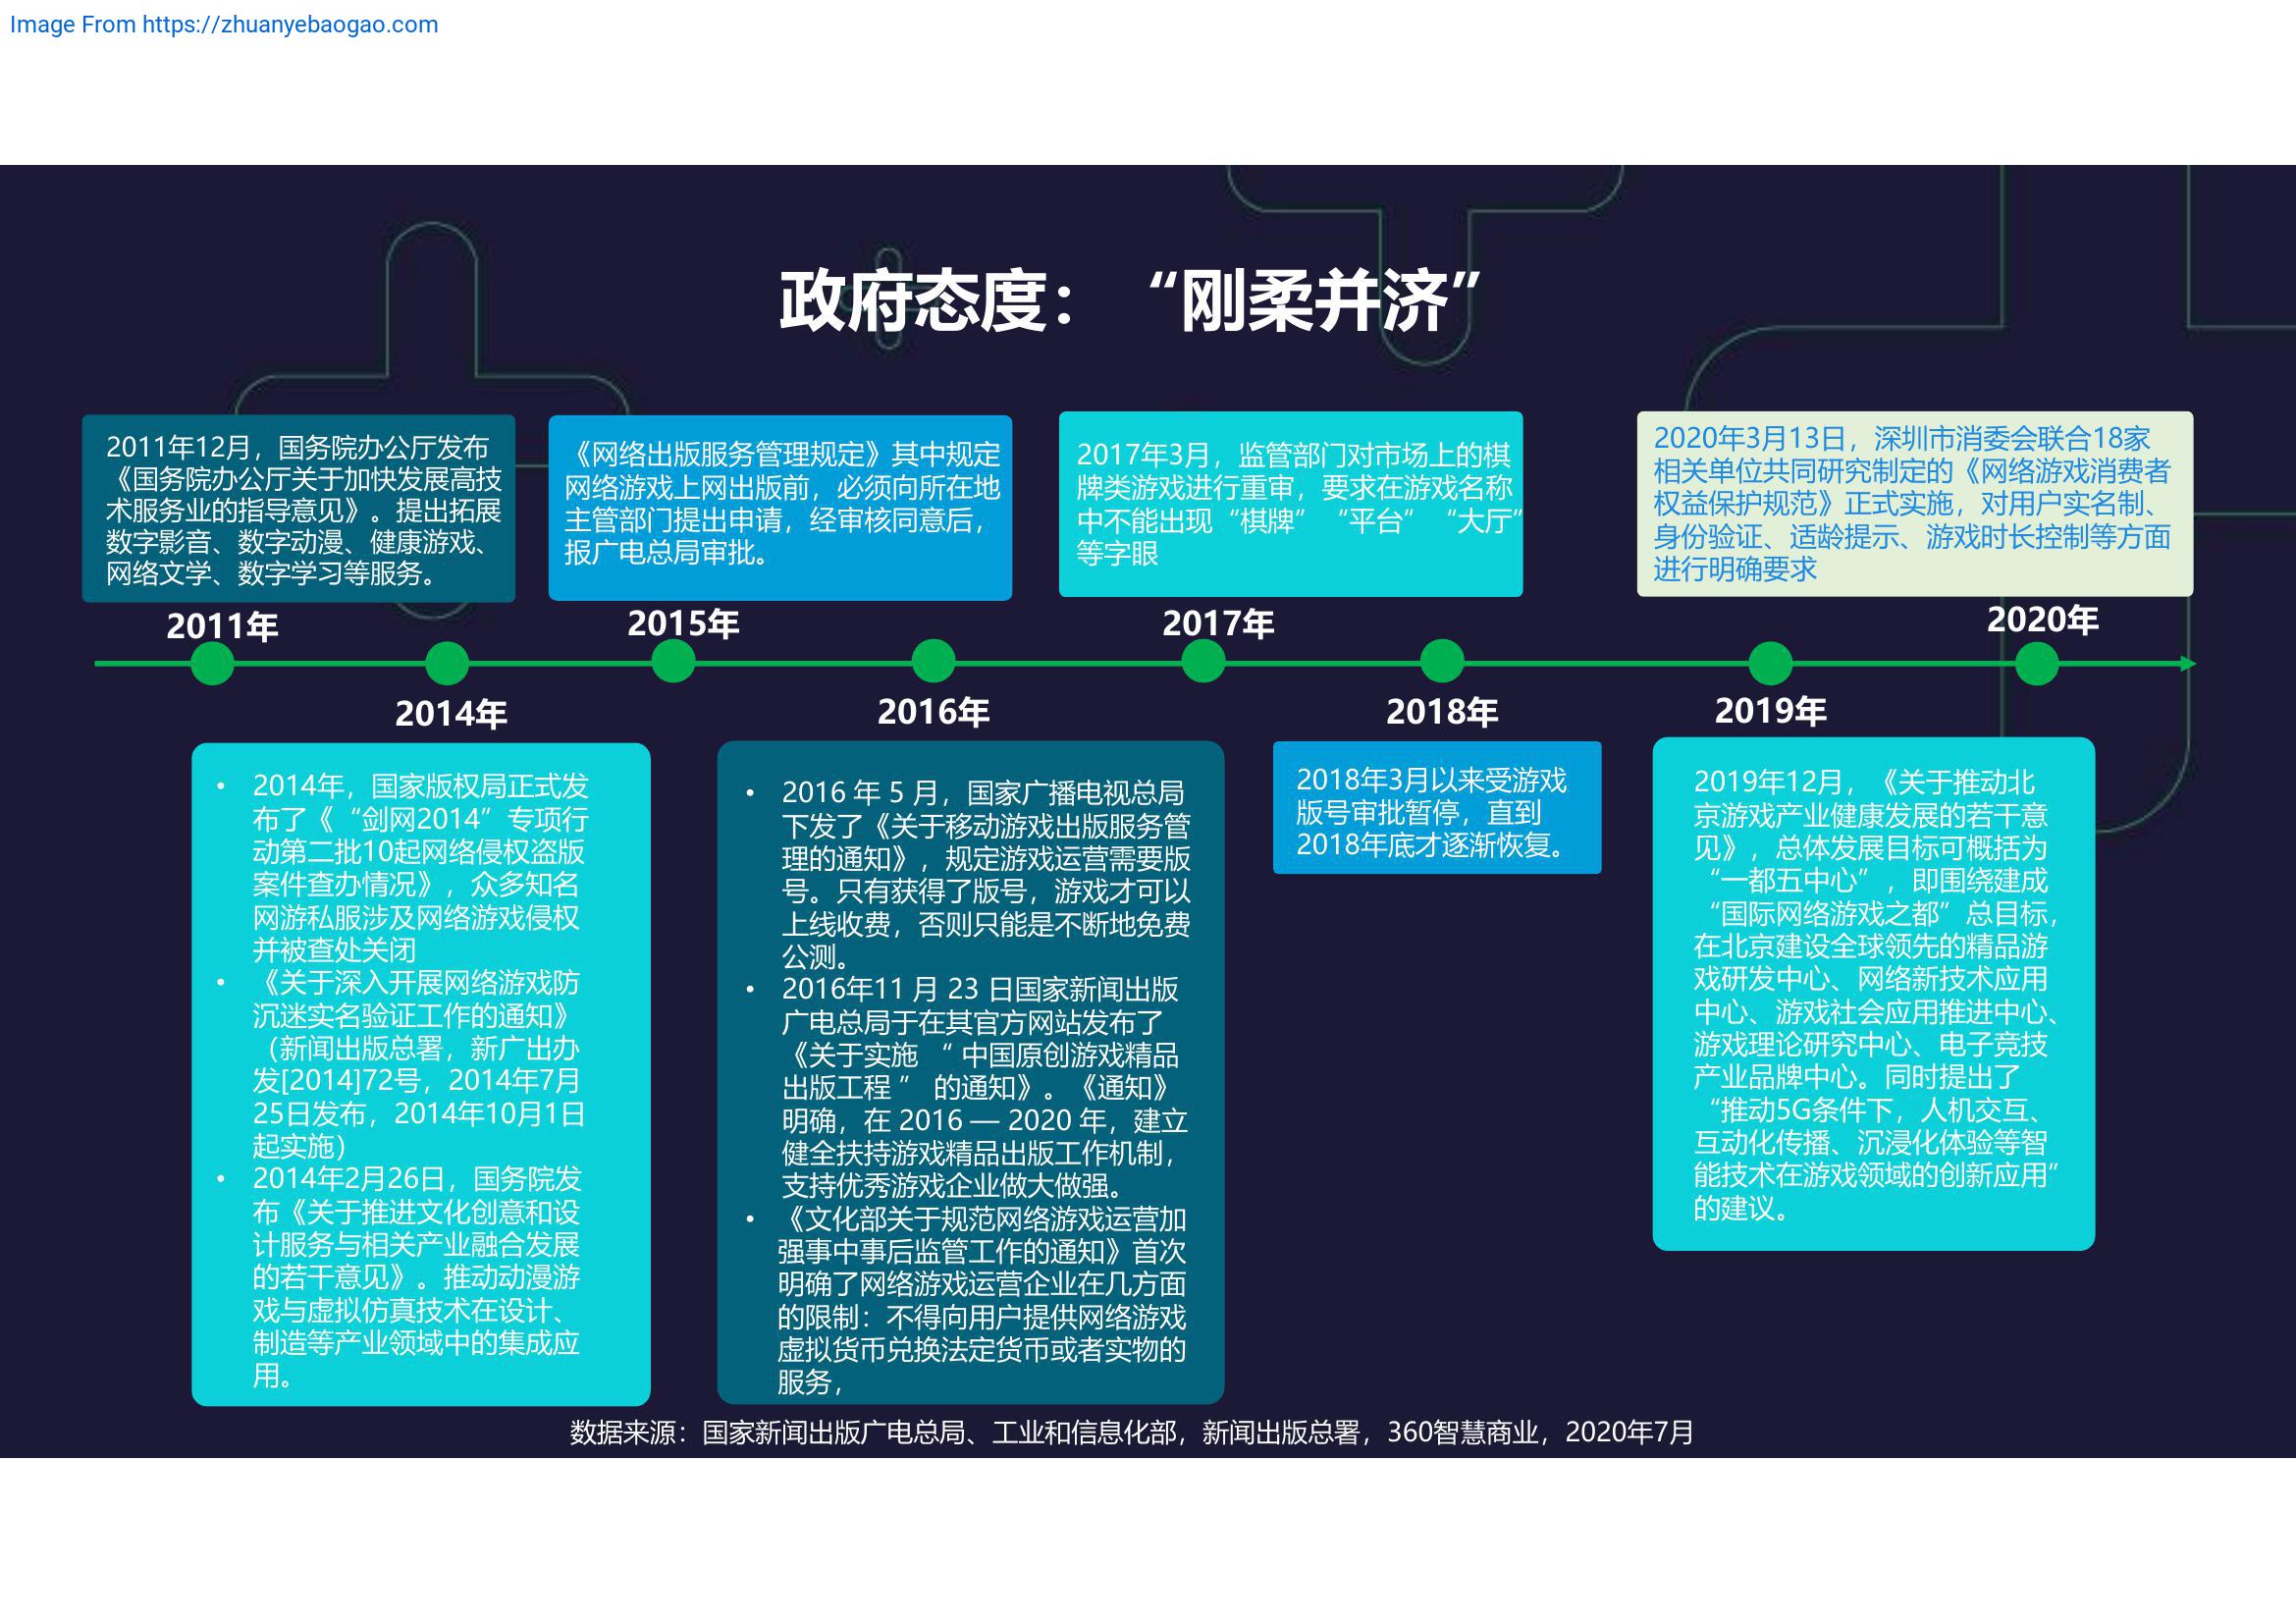 Image From https://zhuanyebaogao.com
政府态度：“刚柔并济”
2011年12月，国务院办公厅发布
《国务院办公厅关于加快发展高技
术服务业的指导意见》。提出拓展
数字影音、数字动漫、健康游戏、
网络文学、数字学习等服务。
2011年
《网络出版服务管理规定》其中规定
网络游戏上网出版前，必须向所在地
主管部门提出申请，经审核同意后，
报广电总局审批。
2015年
2017年3月，监管部门对市场上的棋
牌类游戏进行重审，要求在游戏名称
中不能出现“棋牌”“平台”“大厅”
等字眼
2017年
2020年3月13日，深圳市消委会联合18家
相关单位共同研究制定的《网络游戏消费者
权益保护规范》正式实施，对用户实名制、
身份验证、适龄提示、游戏时长控制等方面
进行明确要求
2020年
2014年
• 2014年，国家版权局正式发
布了《“剑网2014”专项行
动第二批10起网络侵权盗版
案件查办情况》，众多知名
网游私服涉及网络游戏侵权
并被查处关闭
• 《关于深入开展网络游戏防
沉迷实名验证工作的通知》
（新闻出版总署，新广出办
发[2014]72号，2014年7月
25日发布，2014年10月1日
起实施）
• 2014年2月26日，国务院发
布《关于推进文化创意和设
计服务与相关产业融合发展
的若干意见》。推动动漫游
戏与虚拟仿真技术在设计、
制造等产业领域中的集成应
用。
2016年
• 2016 年 5 月，国家广播电视总局
下发了《关于移动游戏出版服务管
理的通知》，规定游戏运营需要版
号。只有获得了版号，游戏才可以
上线收费，否则只能是不断地免费
公测。
• 2016年11 月 23 日国家新闻出版
广电总局于在其官方网站发布了
《关于实施 “ 中国原创游戏精品
出版工程 ” 的通知》。《通知》
明确，在 2016 — 2020 年，建立
健全扶持游戏精品出版工作机制，
支持优秀游戏企业做大做强。
• 《文化部关于规范网络游戏运营加
强事中事后监管工作的通知》首次
明确了网络游戏运营企业在几方面
的限制：不得向用户提供网络游戏
虚拟货币兑换法定货币或者实物的
服务，
2018年
2018年3月以来受游戏
版号审批暂停，直到
2018年底才逐渐恢复。
2019年
2019年12月，《关于推动北
京游戏产业健康发展的若干意
见》，总体发展目标可概括为
“一都五中心”，即围绕建成
“国际网络游戏之都”总目标，
在北京建设全球领先的精品游
戏研发中心、网络新技术应用
中心、游戏社会应用推进中心、
游戏理论研究中心、电子竞技
产业品牌中心。同时提出了
“推动5G条件下，人机交互、
互动化传播、沉浸化体验等智
能技术在游戏领域的创新应用”
的建议。
数据来源：国家新闻出版广电总局、工业和信息化部，新闻出版总署，360智慧商业，2020年7月